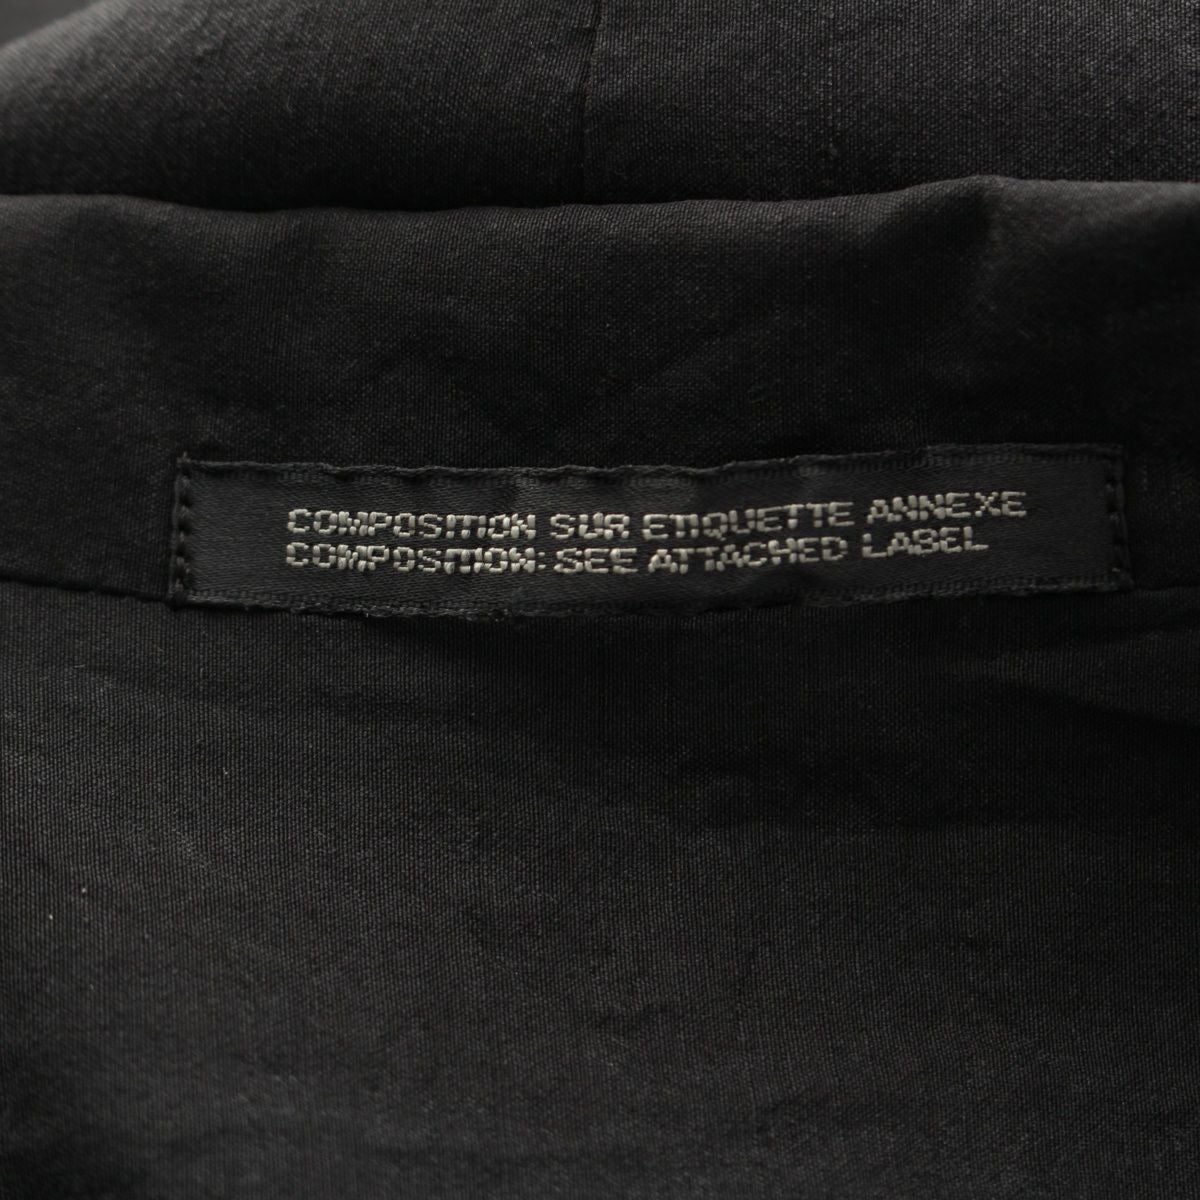 COMPOSITION SUR ETIQUETTE ANNEXE
COMPOSITION: SEE ATTACHED LABEL